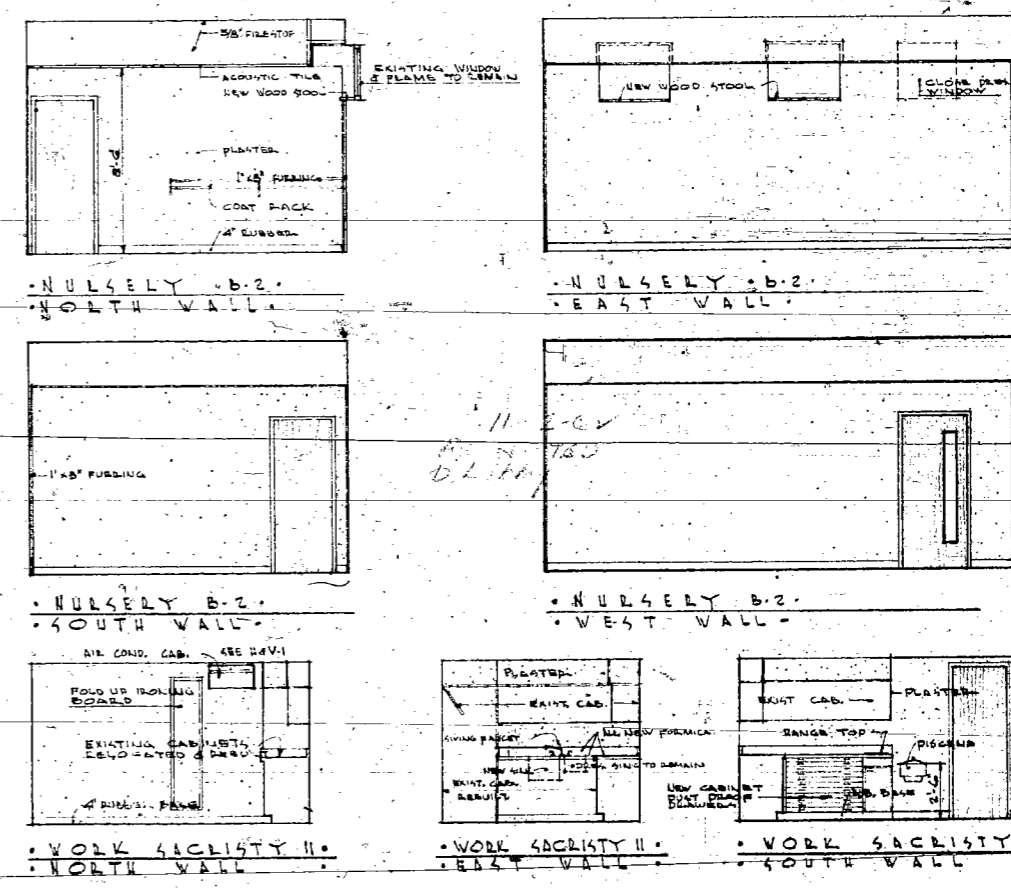 5/8" FIRESTOP
EXISTING WINDOW
& FRAME TO REMAIN
ACOUSTIC TILE
NEW WOOD STOOL
PLASTER
1"x3" FURRING
COAT RACK
4" RUBBER
• NURSERY • B-2 •
• NORTH WALL •
NEW WOOD STOOL
CLOSE
WINDOW
• NURSERY • B-2 •
• EAST WALL •
1"x3" FURRING
• NURSERY B-2 •
• SOUTH WALL •
• NURSERY B-2 •
• WEST WALL •
AIR COND. CAB. SEE H&V-1
FOLD UP IRONING
BOARD
EXISTING CABINETS
RELOCATED &
4" RUBBER BASE
• WORK SACRISTY II •
• NORTH WALL •
PLASTER
EXIST. CAB.
ALL NEW FORMICA
SINK TO REMAIN
NEW SINK
EXIST. CAB.
REBUILT
• WORK SACRISTY II •
• EAST WALL •
EXIST CAB.
PLASTER
RANGE TOP
PISCENA
NEW CABINET
DUST PROOF
DRAWERS
RUB. BASE
• WORK SACRISTY
• SOUTH WALL •